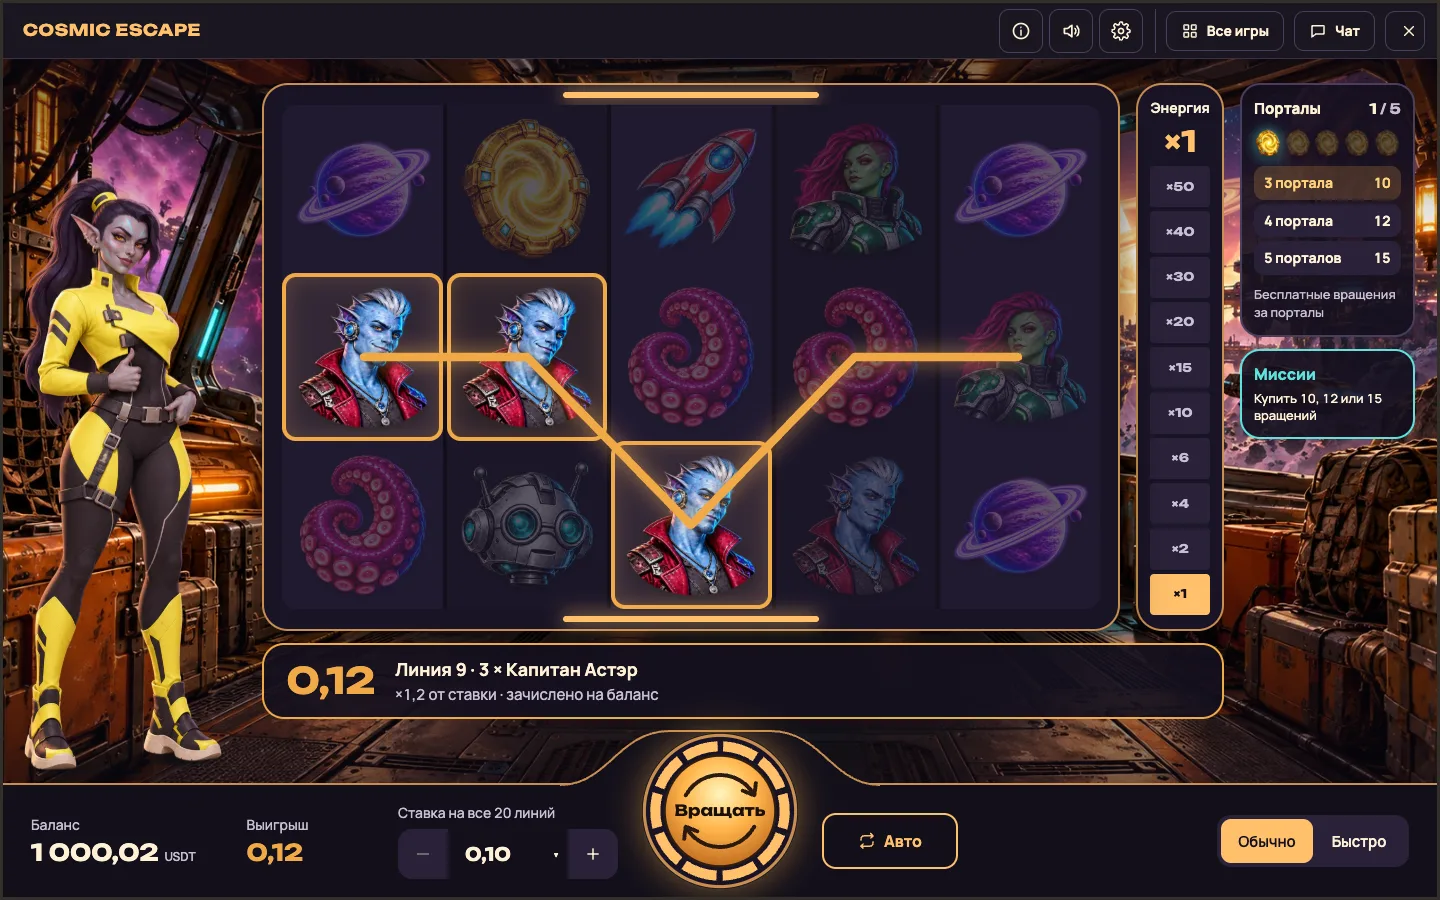 COSMIC ESCAPE
Все игры
Чат
Энергия
×1
×50
×40
×30
×20
×15
×10
×6
×4
×2
×1
Порталы 1 / 5
3 портала 10
4 портала 12
5 порталов 15
Бесплатные вращения
за порталы
Миссии
Купить 10, 12 или 15
вращений
0,12
Линия 9 · 3 × Капитан Астэр
×1,2 от ставки · зачислено на баланс
Баланс
1 000,02 USDT
Выигрыш
0,12
Ставка на все 20 линий
− 0,10 +
Вращать
Авто
Обычно
Быстро